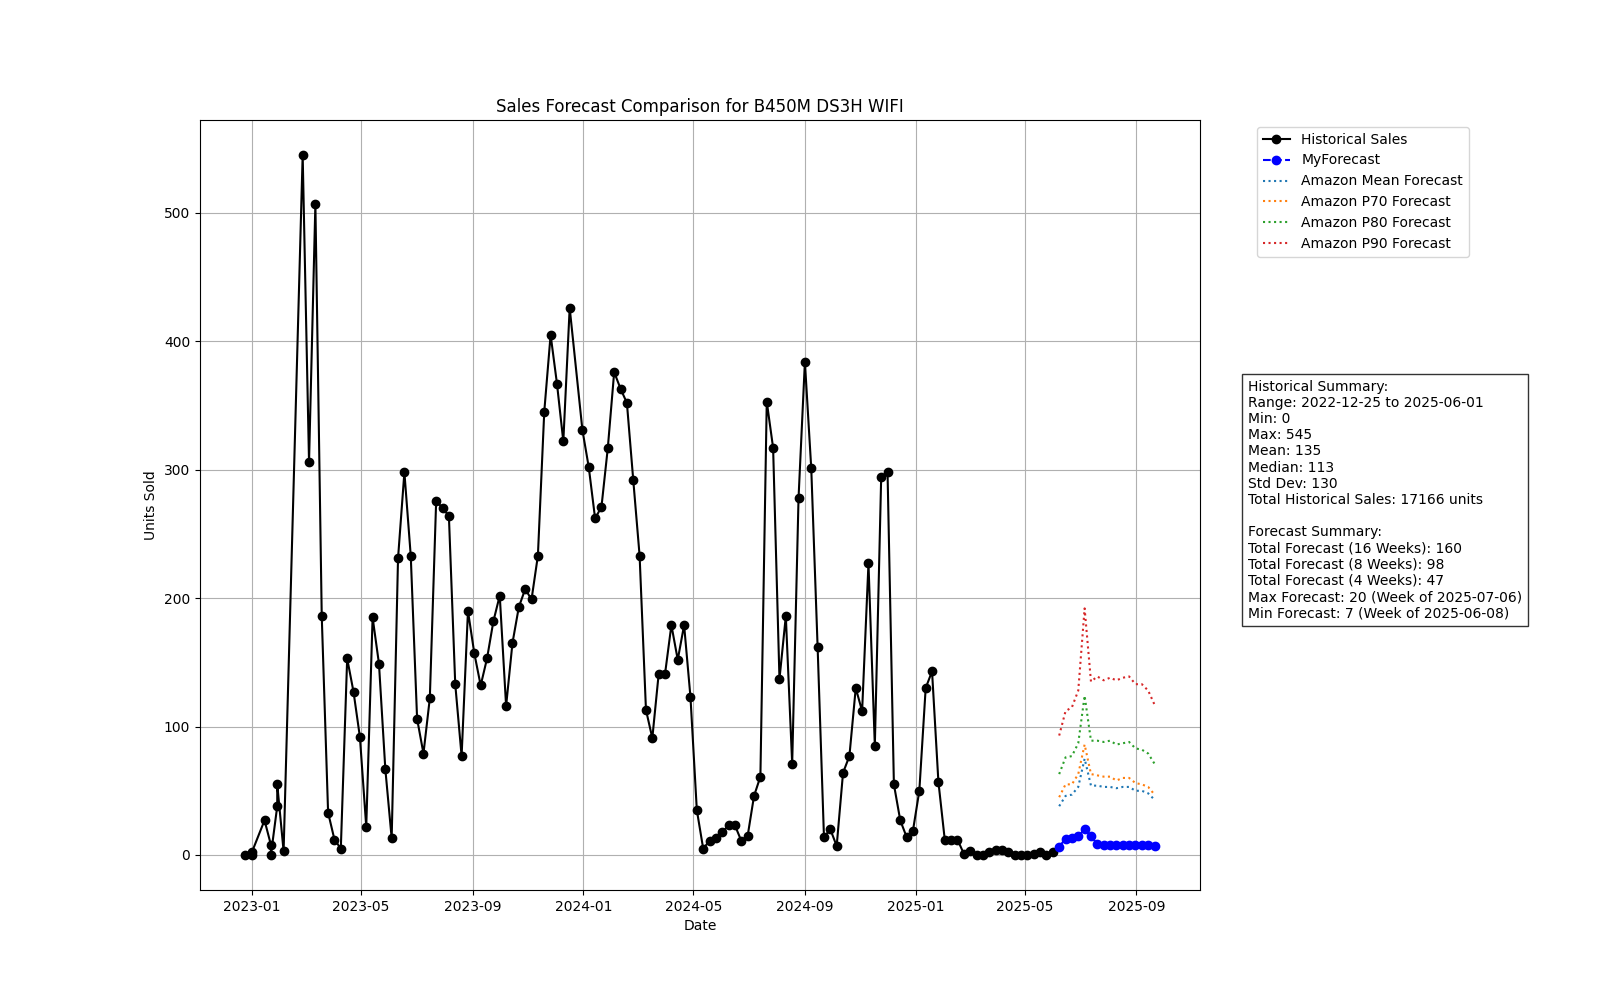 Sales Forecast Comparison for B450M DS3H WIFI
Units Sold
500
400
300
200
100
0
2023-01
2023-05
2023-09
2024-01
2024-05
2024-09
2025-01
2025-05
2025-09
Date
Historical Sales
MyForecast
Amazon Mean Forecast
Amazon P70 Forecast
Amazon P80 Forecast
Amazon P90 Forecast
Historical Summary:
Range: 2022-12-25 to 2025-06-01
Min: 0
Max: 545
Mean: 135
Median: 113
Std Dev: 130
Total Historical Sales: 17166 units
Forecast Summary:
Total Forecast (16 Weeks): 160
Total Forecast (8 Weeks): 98
Total Forecast (4 Weeks): 47
Max Forecast: 20 (Week of 2025-07-06)
Min Forecast: 7 (Week of 2025-06-08)